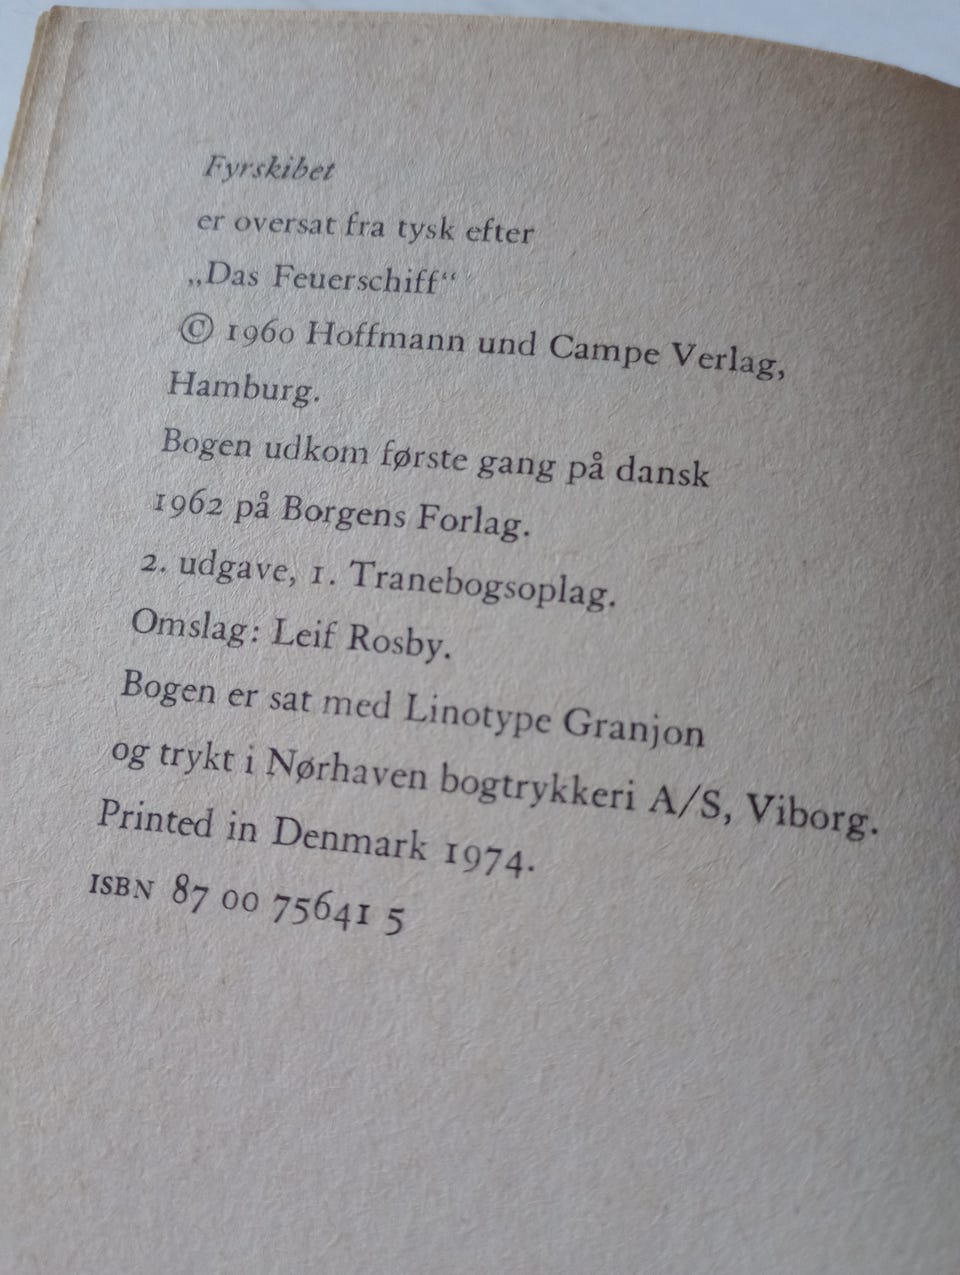 Fyrskibet
er oversat fra tysk efter
„Das Feuerschiff“
© 1960 Hoffmann und Campe Verlag,
Hamburg.
Bogen udkom første gang på dansk
1962 på Borgens Forlag.
2. udgave, 1. Tranebogsoplag.
Omslag: Leif Rosby.
Bogen er sat med Linotype Granjon
og trykt i Nørhaven bogtrykkeri A/S, Viborg.
Printed in Denmark 1974.
ISBN 87 00 75641 5